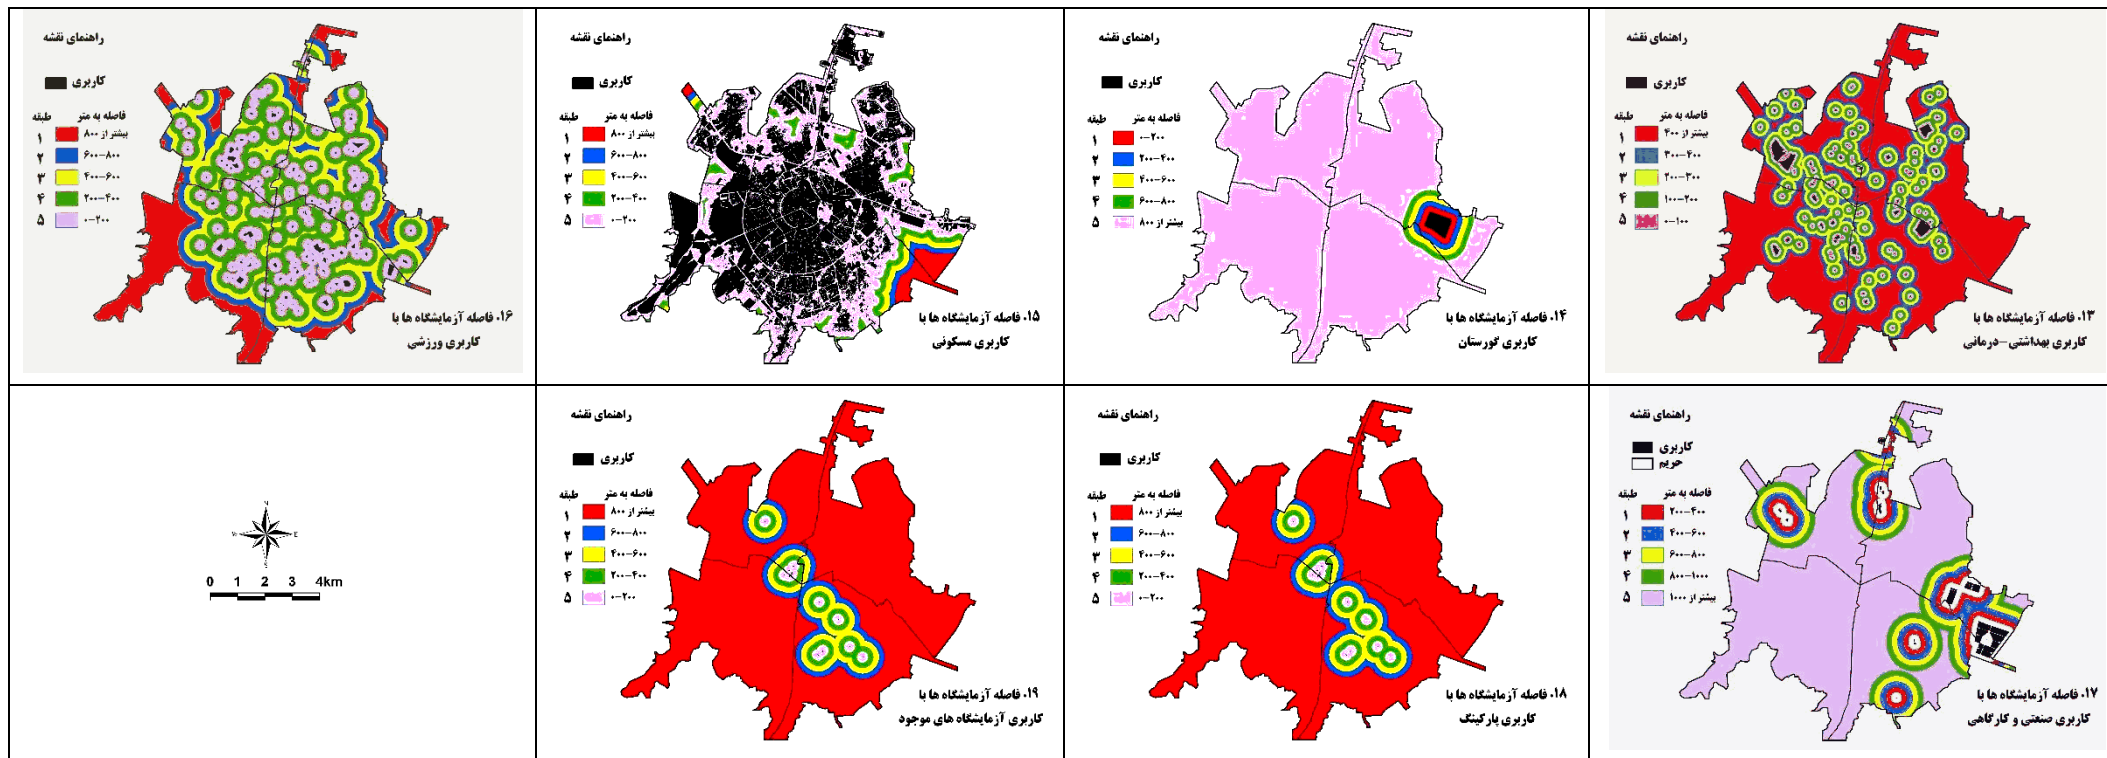 راهنمای نقشه
کاربری
طبقه فاصله به متر
۱ بیشتر از ۴۰۰
۲ ۳۰۰-۴۰۰
۳ ۲۰۰-۳۰۰
۴ ۱۰۰-۲۰۰
۵ ۰-۱۰۰
۱۳. فاصله آزمایشگاه ها با
کاربری بهداشتی-درمانی
راهنمای نقشه
کاربری
طبقه فاصله به متر
۱ ۰-۲۰۰
۲ ۲۰۰-۴۰۰
۳ ۴۰۰-۶۰۰
۴ ۶۰۰-۸۰۰
۵ بیشتر از ۸۰۰
۱۴. فاصله آزمایشگاه ها با
کاربری گورستان
راهنمای نقشه
کاربری
طبقه فاصله به متر
۱ بیشتر از ۸۰۰
۲ ۶۰۰-۸۰۰
۳ ۴۰۰-۶۰۰
۴ ۲۰۰-۴۰۰
۵ ۰-۲۰۰
۱۵. فاصله آزمایشگاه ها با
کاربری مسکونی
راهنمای نقشه
کاربری
طبقه فاصله به متر
۱ بیشتر از ۸۰۰
۲ ۶۰۰-۸۰۰
۳ ۴۰۰-۶۰۰
۴ ۲۰۰-۴۰۰
۵ ۰-۲۰۰
۱۶. فاصله آزمایشگاه ها با
کاربری ورزشی
راهنمای نقشه
کاربری
حریم
طبقه فاصله به متر
۱ ۲۰۰-۴۰۰
۲ ۴۰۰-۶۰۰
۳ ۶۰۰-۸۰۰
۴ ۸۰۰-۱۰۰۰
۵ بیشتر از ۱۰۰۰
۱۷. فاصله آزمایشگاه ها با
کاربری صنعتی و کارگاهی
راهنمای نقشه
کاربری
طبقه فاصله به متر
۱ بیشتر از ۸۰۰
۲ ۶۰۰-۸۰۰
۳ ۴۰۰-۶۰۰
۴ ۲۰۰-۴۰۰
۵ ۰-۲۰۰
۱۸. فاصله آزمایشگاه ها با
کاربری پارکینگ
راهنمای نقشه
کاربری
طبقه فاصله به متر
۱ بیشتر از ۸۰۰
۲ ۶۰۰-۸۰۰
۳ ۴۰۰-۶۰۰
۴ ۲۰۰-۴۰۰
۵ ۰-۲۰۰
۱۹. فاصله آزمایشگاه ها با
کاربری آزمایشگاه های موجود
0 1 2 3 4km